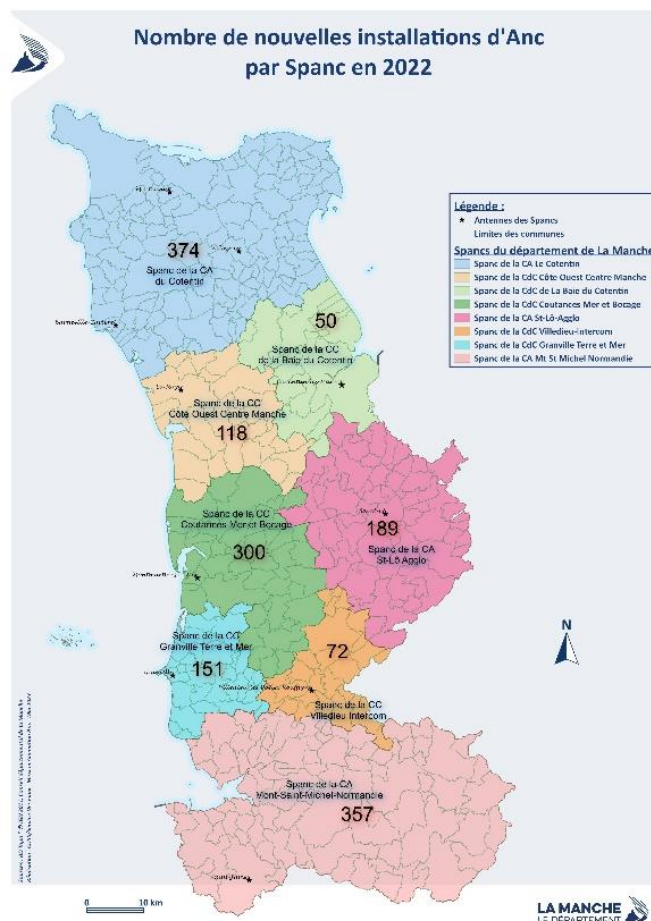 Nombre de nouvelles installations d'Anc
par Spanc en 2022
Légende :
Antennes des Spancs
Limites des communes
Spancs du département de La Manche
Spanc de la CA Le Cotentin
Spanc de la CdC Côte Ouest Centre Manche
Spanc de la CdC de La Baie du Cotentin
Spanc de la CdC Coutances Mer et Bocage
Spanc de la CA St-Lô-Agglo
Spanc de la CdC Villedieu-Intercom
Spanc de la CdC Granville Terre et Mer
Spanc de la CA Mt St Michel Normandie
374
Spanc de la CA
du Cotentin
50
Spanc de la CC
de la Baie du Cotentin
Spanc de la CC
Côte Ouest Centre Manche
118
Spanc de la CC
Coutances Mer et Bocage
300
189
Spanc de la CA
St-Lô Agglo
Spanc de la CC
Granville Terre et Mer
151
72
Spanc de la CC
Villedieu Intercom
Spanc de la CA
Mont-Saint-Michel-Normandie
357
N
0 10 km
LA MANCHE
LE DÉPARTEMENT